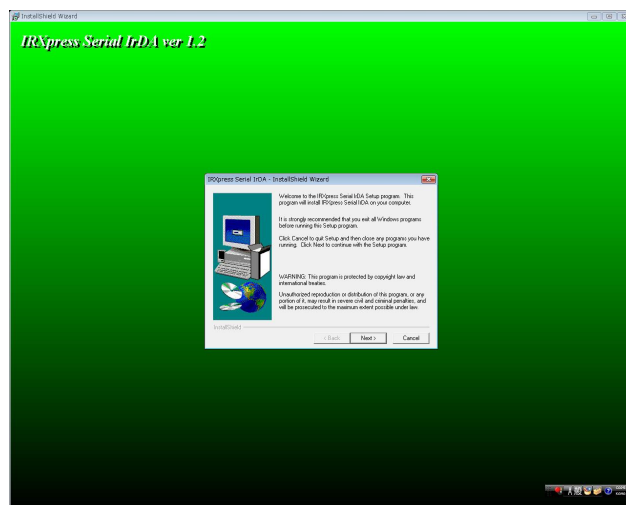 InstallShield Wizard
IRXpress Serial IrDA ver 1.2
IRXpress Serial IrDA - InstallShield Wizard
Welcome to the IRXpress Serial IrDA Setup program. This
program will install IRXpress Serial IrDA on your computer.
It is strongly recommended that you exit all Windows programs
before running this Setup program.
Click Cancel to quit Setup and then close any programs you have
running. Click Next to continue with the Setup program.
WARNING: This program is protected by copyright law and
international treaties.
Unauthorized reproduction or distribution of this program, or any
portion of it, may result in severe civil and criminal penalties, and
will be prosecuted to the maximum extent possible under law.
InstallShield
< Back
Next >
Cancel
A 般